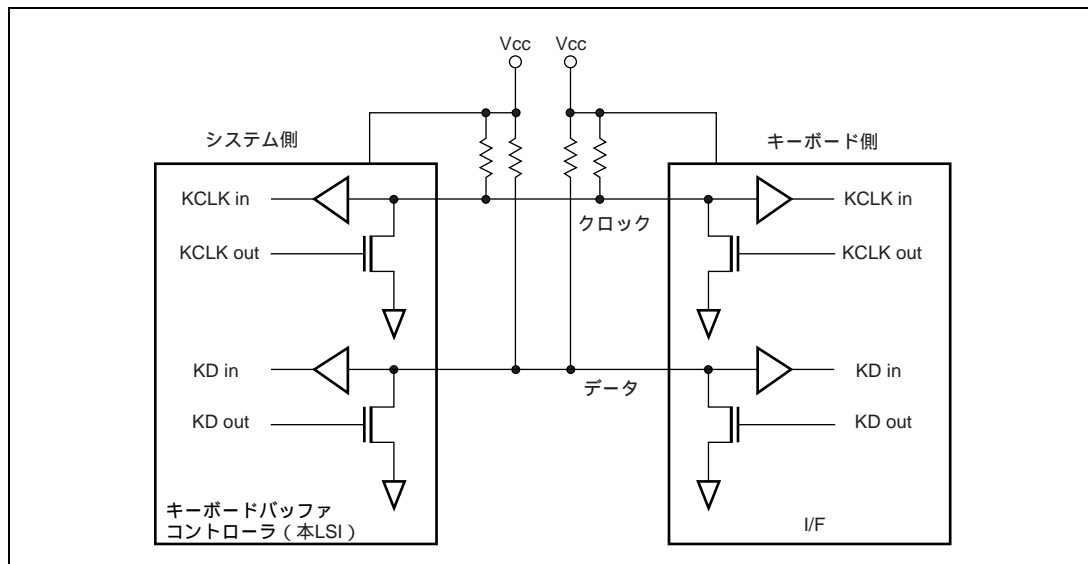 Vcc Vcc
システム側
キーボード側
KCLK in
KCLK in
クロック
KCLK out
KCLK out
KD in
KD in
データ
KD out
KD out
キーボードバッファ
コントローラ（本LSI）
I/F